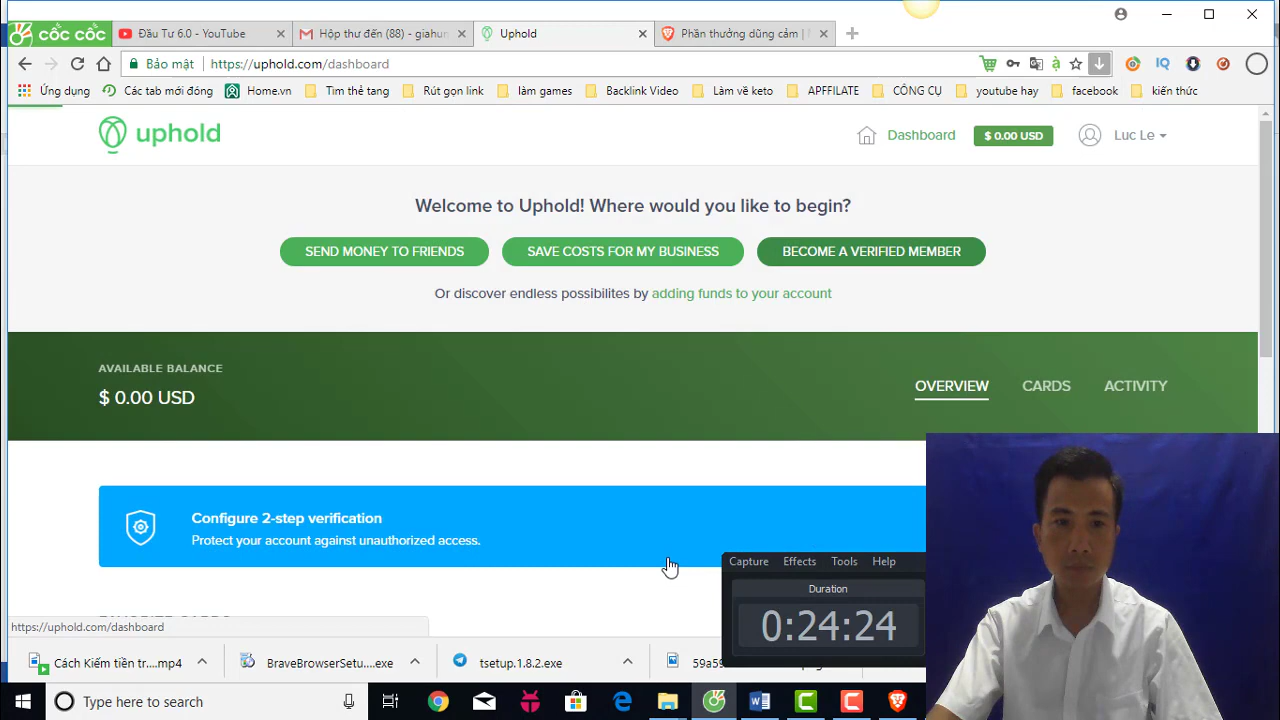 cốc cốc
Đầu Tư 6.0 - YouTube
Hộp thư đến (88) - giahung
Uphold
Phần thưởng dũng cảm |
Bảo mật
https://uphold.com/dashboard
Ứng dụng
Các tab mới đóng
Home.vn
Tim thẻ tang
Rút gọn link
làm games
Backlink Video
Làm về keto
APFFILATE
CÔNG CỤ
youtube hay
facebook
kiến thức
uphold
Dashboard
$ 0.00 USD
Luc Le
Welcome to Uphold! Where would you like to begin?
SEND MONEY TO FRIENDS
SAVE COSTS FOR MY BUSINESS
BECOME A VERIFIED MEMBER
Or discover endless possibilites by adding funds to your account
AVAILABLE BALANCE
$ 0.00 USD
OVERVIEW
CARDS
ACTIVITY
Configure 2-step verification
Protect your account against unauthorized access.
Capture
Effects
Tools
Help
Duration
0:24:24
https://uphold.com/dashboard
Cách Kiếm tiền tr....mp4
BraveBrowserSetu....exe
tsetup.1.8.2.exe
Type here to search